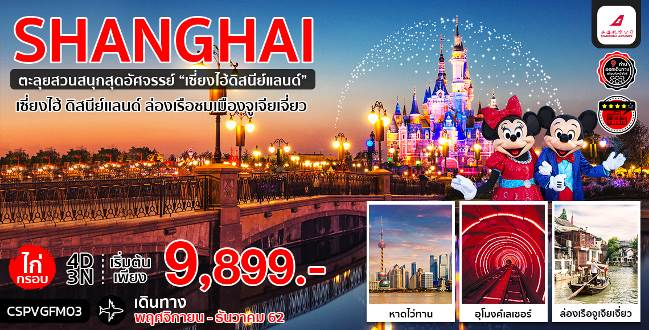 SHANGHAI
ตะลุยสวนสนุกสุดอัศจรรย์ “เซี่ยงไฮ้ดิสนีย์แลนด์”
เซี่ยงไฮ้ ดิสนีย์แลนด์ ล่องเรือชมเมืองจูเจียเจี่ยว
ไก่
กรอบ
4D
3N
เริ่มต้น
เพียง
9,899.-
CSPVGFM03
เดินทาง
พฤศจิกายน - ธันวาคม 62
หาดไว่ทาน
อุโมงค์เลเซอร์
ล่องเรือจูเจียเจี่ยว